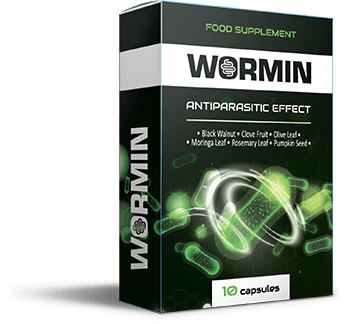 FOOD SUPPLEMENT
WORMIN
ANTIPARASITIC EFFECT
• Black Walnut • Clove Fruit • Olive Leaf •
• Moringa Leaf • Rosemary Leaf • Pumpkin Seed •
10 capsules
WORMIN